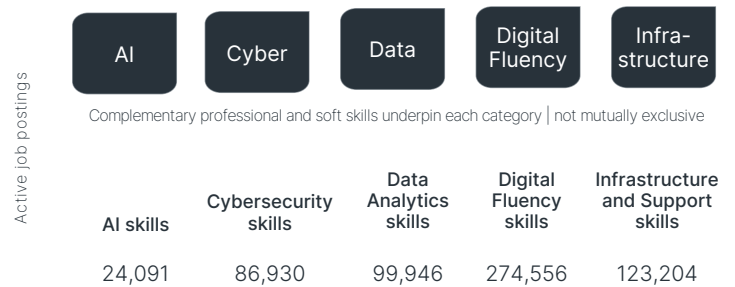 AI
Cyber
Data
Digital
Fluency
Infra-
structure
Complementary professional and soft skills underpin each category | not mutually exclusive
Active job postings
AI skills
Cybersecurity
skills
Data
Analytics
skills
Digital
Fluency
skills
Infrastructure
and Support
skills
24,091
86,930
99,946
274,556
123,204